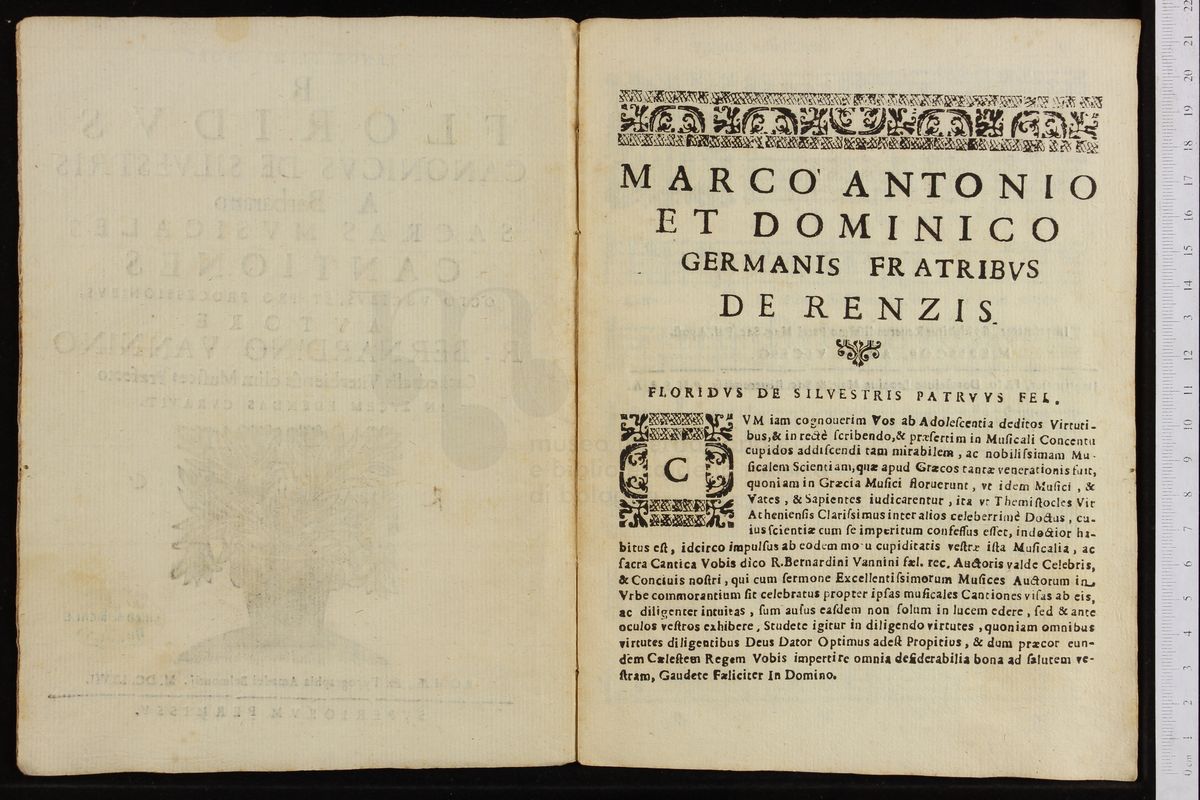 MARCO ANTONIO
ET DOMINICO
GERMANIS FRATRIBVS
DE RENZIS.
FLORIDVS DE SILVESTRIS PATRVVS FEL.
CVM iam cognouerim Vos ab Adolescentia deditos Virtuti-
bus, & in rectè scribendo, & præsertim in Musicali Concentu
cupidos addiscendi tam mirabilem, ac nobilissimam Mu-
sicalem Scientiam, quæ apud Græcos tantæ venerationis fuit,
quoniam in Græcia Musici floruerunt, vt idem Musici, &
Vates, & Sapientes iudicarentur, ita vt Themistocles Vir
Atheniensis Clarissimus inter alios celeberrimè Doctus, cu-
ius scientiæ cum se imperitum confessus esset, indoctior ha-
bitus est, idcirco impulsus ab eodem motu cupiditatis vestræ ista Musicalia, ac
sacra Cantica Vobis dico R. Bernardini Vannini fæl. rec. Auctoris valde Celebris,
& Conciuis nostri, qui cum sermone Excellentissimorum Musices Auctorum in
Vrbe commorantium sit celebratus propter ipsas musicales Cantiones visas ab eis,
ac diligenter intuitas, sum ausus easdem non solum in lucem edere, sed & ante
oculos vestros exhibere, Studete igitur in diligendo virtutes, quoniam omnibus
virtutes diligentibus Deus Dator Optimus adest Propitius, & dum præcor eun-
dem Cælestem Regem Vobis impertire omnia desiderabilia bona ad salutem ve-
stram, Gaudete Fæliciter In Domino.